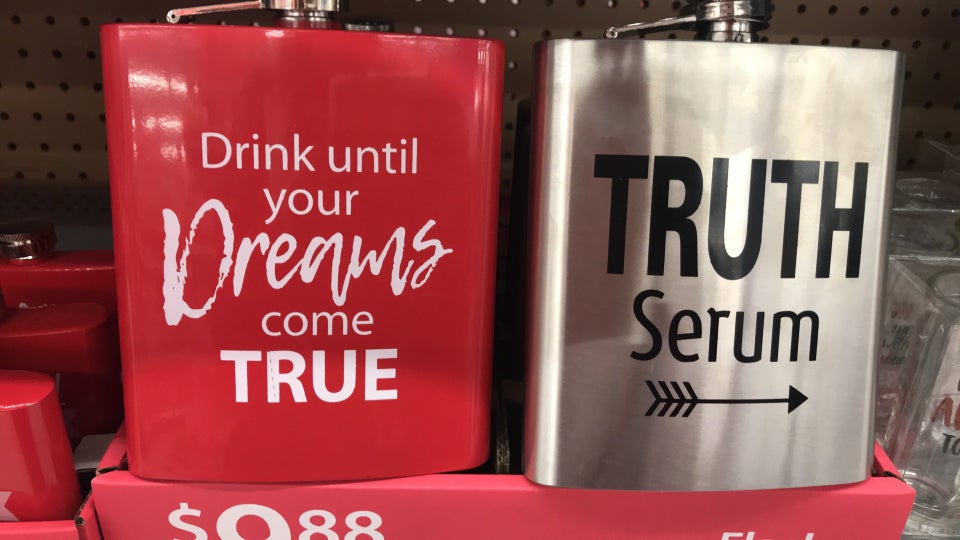 Drink until
your
Dreams
come
TRUE
TRUTH
Serum
$9.88